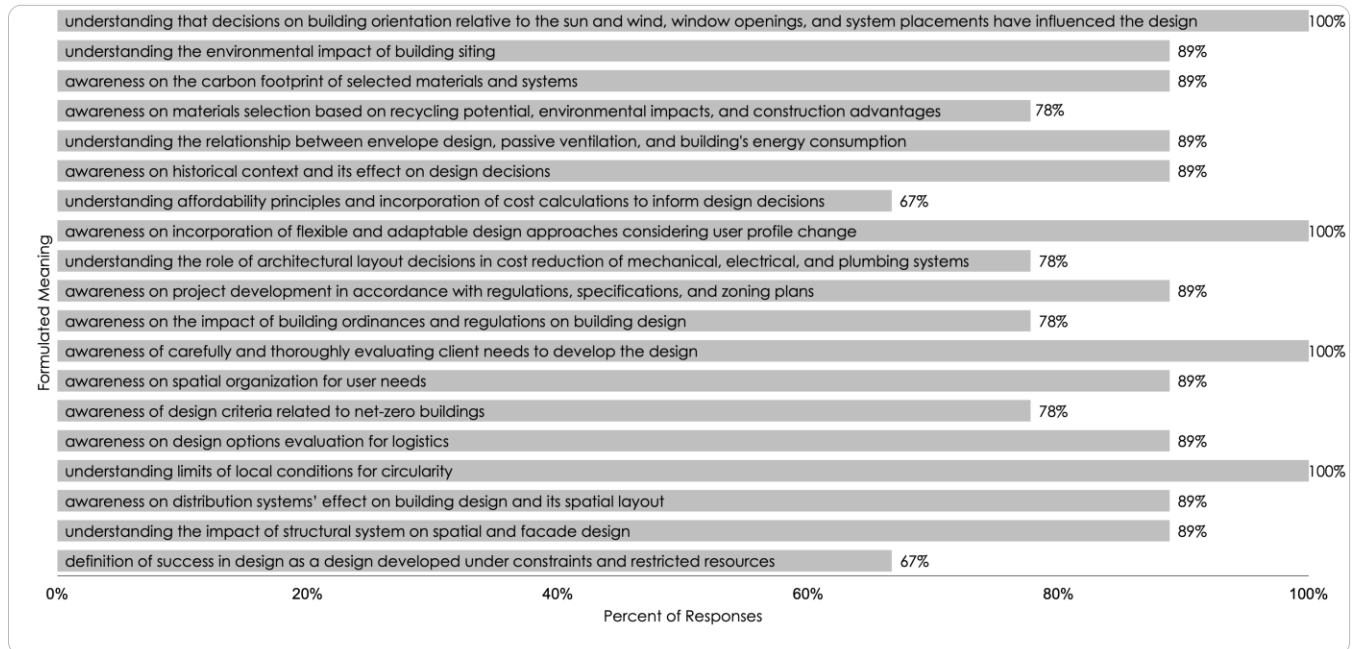 understanding that decisions on building orientation relative to the sun and wind, window openings, and system placements have influenced the design 100%
understanding the environmental impact of building siting 89%
awareness on the carbon footprint of selected materials and systems 89%
awareness on materials selection based on recycling potential, environmental impacts, and construction advantages 78%
understanding the relationship between envelope design, passive ventilation, and building's energy consumption 89%
awareness on historical context and its effect on design decisions 89%
understanding affordability principles and incorporation of cost calculations to inform design decisions 67%
awareness on incorporation of flexible and adaptable design approaches considering user profile change 100%
understanding the role of architectural layout decisions in cost reduction of mechanical, electrical, and plumbing systems 78%
awareness on project development in accordance with regulations, specifications, and zoning plans 89%
awareness on the impact of building ordinances and regulations on building design 78%
awareness of carefully and thoroughly evaluating client needs to develop the design 100%
awareness on spatial organization for user needs 89%
awareness of design criteria related to net-zero buildings 78%
awareness on design options evaluation for logistics 89%
understanding limits of local conditions for circularity 100%
awareness on distribution systems’ effect on building design and its spatial layout 89%
understanding the impact of structural system on spatial and facade design 89%
definition of success in design as a design developed under constraints and restricted resources 67%
Formulated Meaning
0% 20% 40% 60% 80% 100%
Percent of Responses